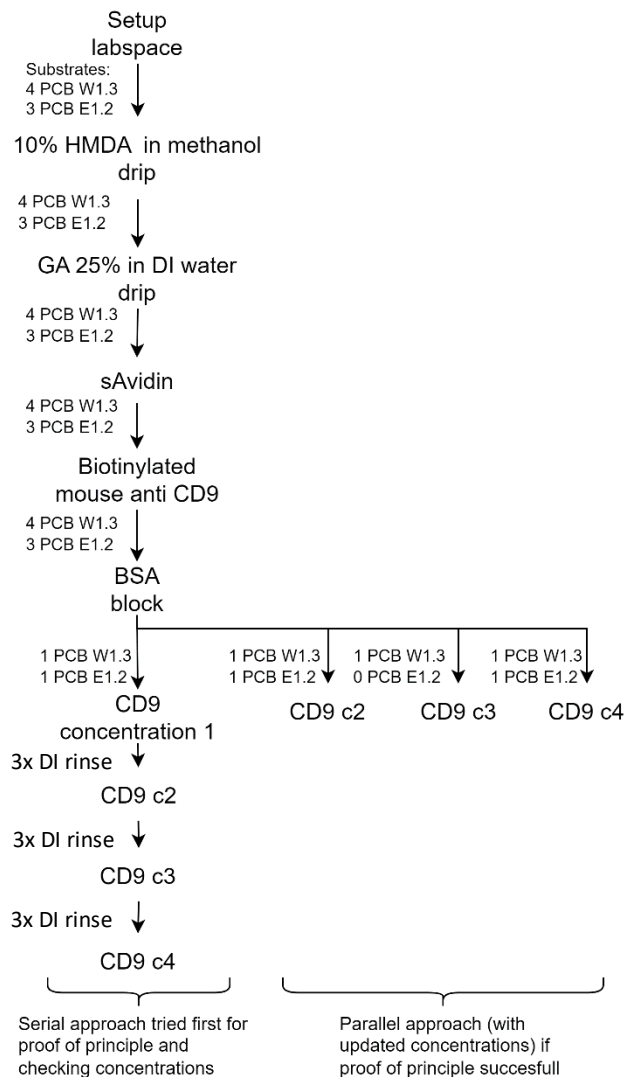 Setup
labspace
Substrates:
4 PCB W1.3
3 PCB E1.2
10% HMDA in methanol
drip
4 PCB W1.3
3 PCB E1.2
GA 25% in DI water
drip
4 PCB W1.3
3 PCB E1.2
sAvidin
4 PCB W1.3
3 PCB E1.2
Biotinylated
mouse anti CD9
4 PCB W1.3
3 PCB E1.2
BSA
block
1 PCB W1.3
1 PCB E1.2
1 PCB W1.3
1 PCB E1.2
1 PCB W1.3
0 PCB E1.2
1 PCB W1.3
1 PCB E1.2
CD9
concentration 1
CD9 c2
CD9 c3
CD9 c4
3x DI rinse
CD9 c2
3x DI rinse
CD9 c3
3x DI rinse
CD9 c4
Serial approach tried first for
proof of principle and
checking concentrations
Parallel approach (with
updated concentrations) if
proof of principle succesfull